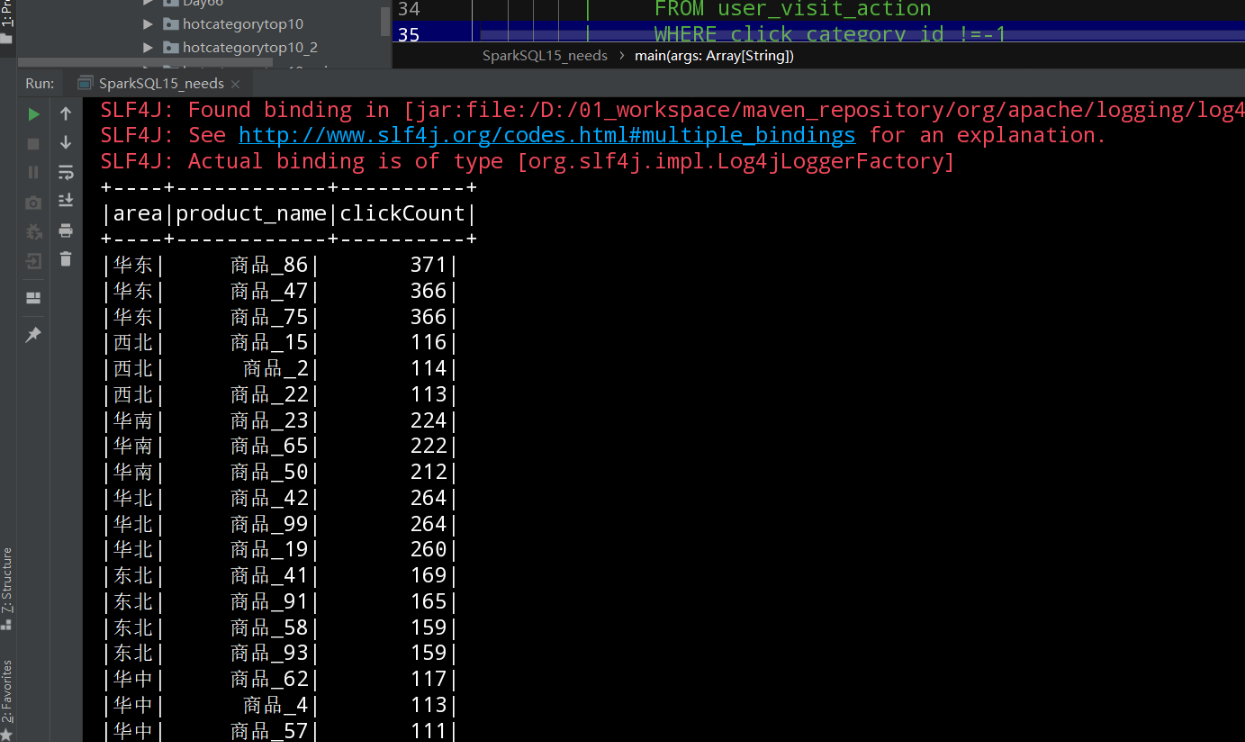 Day66
hotcategorytop10
hotcategorytop10_2
34 FROM user_visit_action
35 WHERE click_category_id !=-1
SparkSQL15_needs › main(args: Array[String])
Run: SparkSQL15_needs ×
SLF4J: Found binding in [jar:file:/D:/01_workspace/maven_repository/org/apache/logging/log4
SLF4J: See http://www.slf4j.org/codes.html#multiple_bindings for an explanation.
SLF4J: Actual binding is of type [org.slf4j.impl.Log4jLoggerFactory]
+----+------------+----------+
|area|product_name|clickCount|
+----+------------+----------+
|华东| 商品_86| 371|
|华东| 商品_47| 366|
|华东| 商品_75| 366|
|西北| 商品_15| 116|
|西北| 商品_2| 114|
|西北| 商品_22| 113|
|华南| 商品_23| 224|
|华南| 商品_65| 222|
|华南| 商品_50| 212|
|华北| 商品_42| 264|
|华北| 商品_99| 264|
|华北| 商品_19| 260|
|东北| 商品_41| 169|
|东北| 商品_91| 165|
|东北| 商品_58| 159|
|东北| 商品_93| 159|
|华中| 商品_62| 117|
|华中| 商品_4| 113|
|华中| 商品_57| 111|
1: Pr
7: Structure
2: Favorites